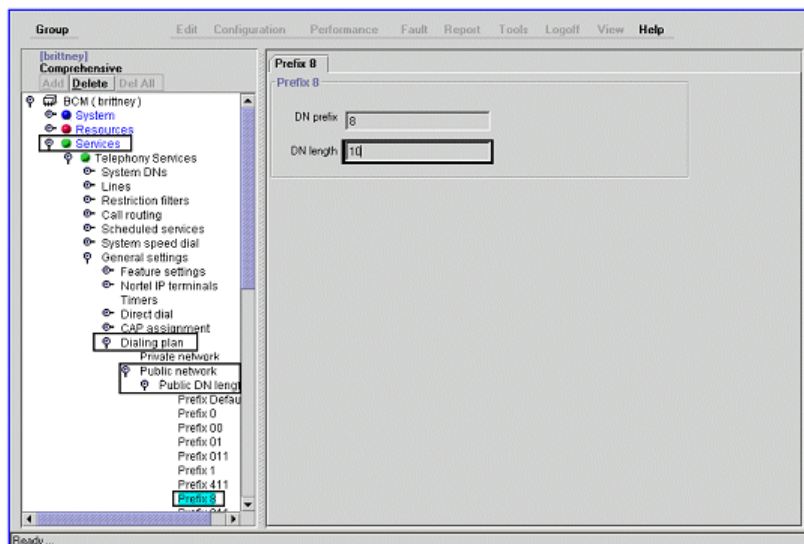 Group Edit Configuration Performance Fault Report Tools Logoff View Help
[brittney]
Comprehensive
Add Delete Del All
BCM ( brittney )
System
Resources
Services
Telephony Services
System DNs
Lines
Restriction filters
Call routing
Scheduled services
System speed dial
General settings
Feature settings
Nortel IP terminals
Timers
Direct dial
CAP assignment
Dialing plan
Private network
Public network
Public DN lengt
Prefix Defau
Prefix 0
Prefix 00
Prefix 01
Prefix 011
Prefix 1
Prefix 411
Prefix 8
Prefix 8
Prefix 8
DN prefix 8
DN length 10
Ready ...